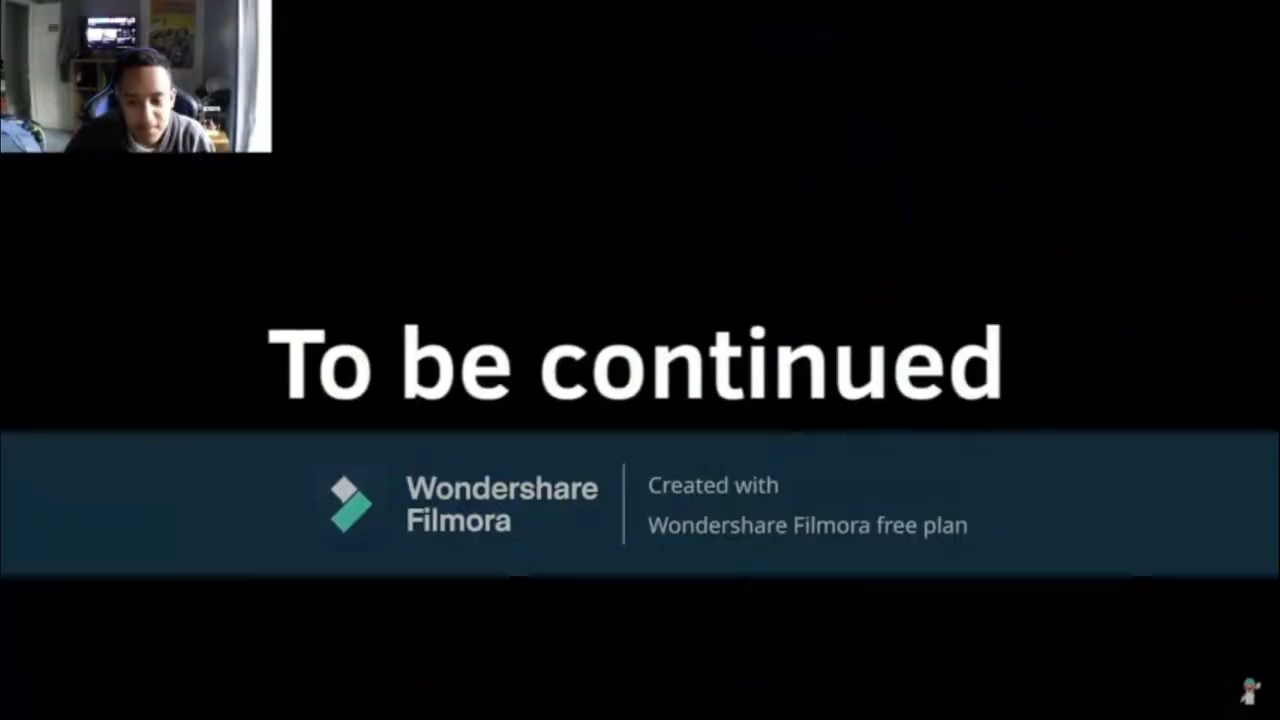 To be continued
Wondershare
Filmora
Created with
Wondershare Filmora free plan